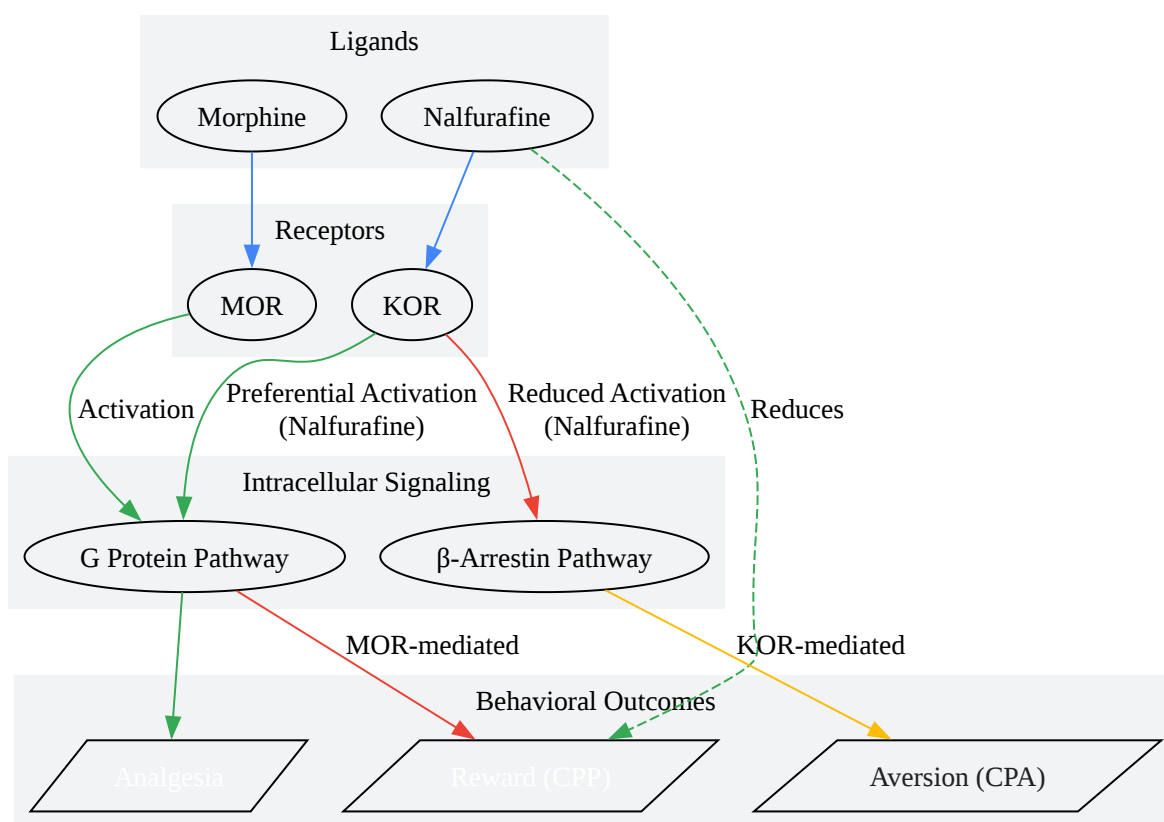 Ligands
Morphine
Nalfurafine
Receptors
MOR
KOR
Activation
Preferential Activation
(Nalfurafine)
Reduced Activation
(Nalfurafine)
Reduces
Intracellular Signaling
G Protein Pathway
β-Arrestin Pathway
MOR-mediated
KOR-mediated
Behavioral Outcomes
Analgesia
Reward (CPP)
Aversion (CPA)